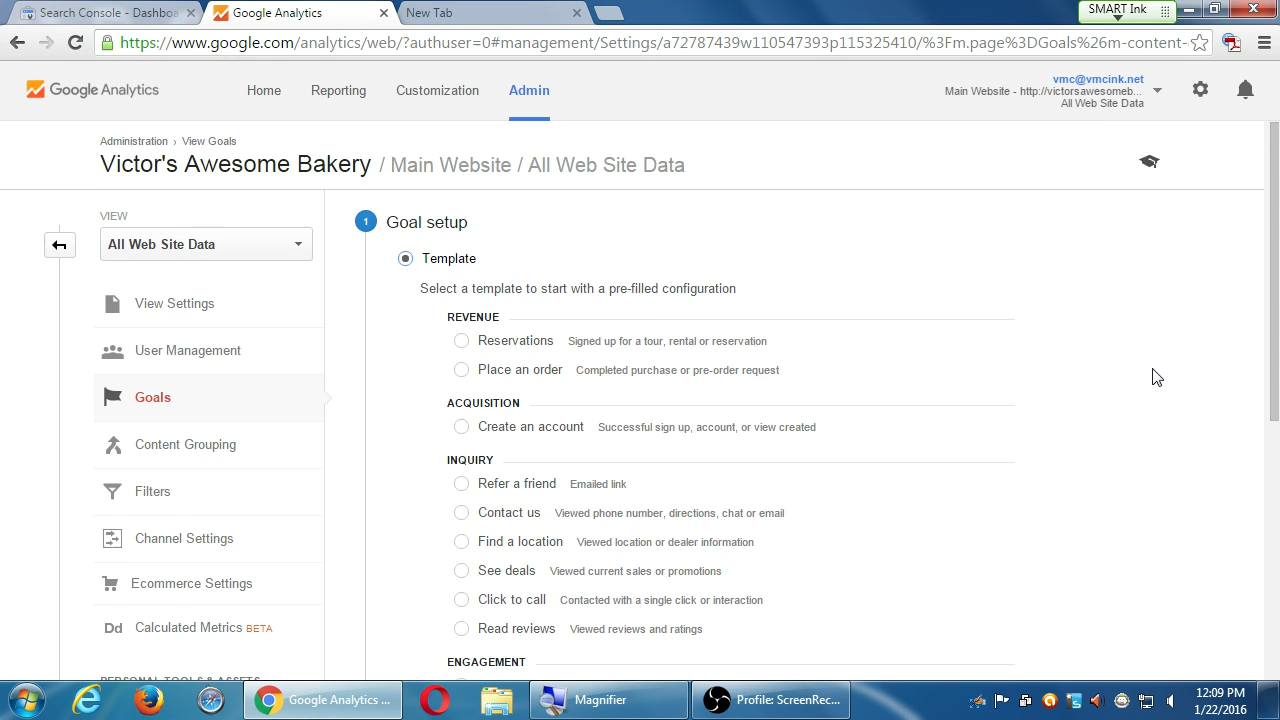 Search Console - Dashboa
Google Analytics
New Tab
SMART Ink
https://www.google.com/analytics/web/?authuser=0#management/Settings/a72787439w110547393p115325410/%3Fm.page%3DGoals%26m-content-
Google Analytics
Home
Reporting
Customization
Admin
vmc@vmcink.net
Main Website - http://victorsawesomeb...
All Web Site Data
Administration › View Goals
Victor's Awesome Bakery / Main Website / All Web Site Data
VIEW
All Web Site Data
View Settings
User Management
Goals
Content Grouping
Filters
Channel Settings
Ecommerce Settings
Dd Calculated Metrics BETA
PERSONAL TOOLS & ASSETS
1 Goal setup
Template
Select a template to start with a pre-filled configuration
REVENUE
Reservations Signed up for a tour, rental or reservation
Place an order Completed purchase or pre-order request
ACQUISITION
Create an account Successful sign up, account, or view created
INQUIRY
Refer a friend Emailed link
Contact us Viewed phone number, directions, chat or email
Find a location Viewed location or dealer information
See deals Viewed current sales or promotions
Click to call Contacted with a single click or interaction
Read reviews Viewed reviews and ratings
ENGAGEMENT
Google Analytics ...
Magnifier
Profile: ScreenRec...
12:09 PM
1/22/2016